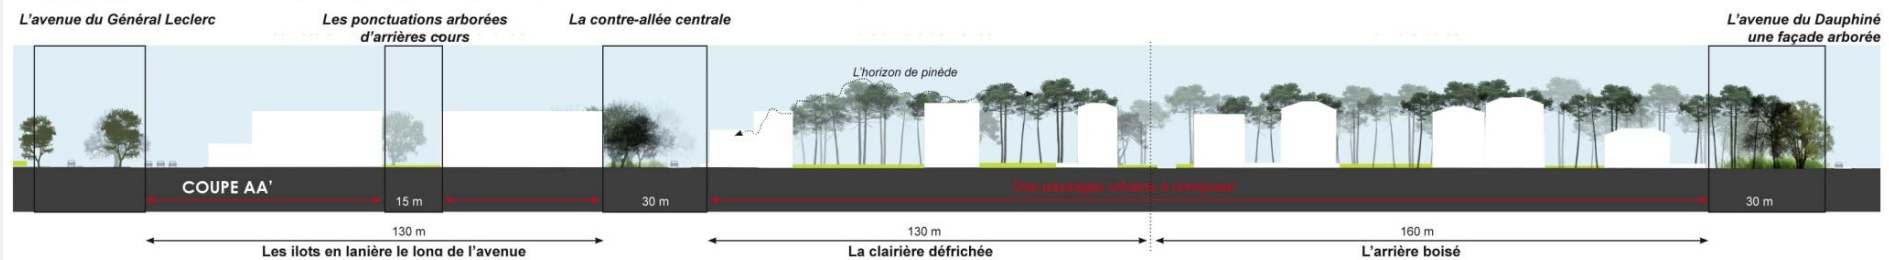 L'avenue du Général Leclerc
Les ponctuations arborées
d'arrières cours
La contre-allée centrale
L'avenue du Dauphiné
une façade arborée
L'horizon de pinède
COUPE AA'
Des paysages urbains à composer
15 m
30 m
30 m
130 m
130 m
160 m
Les ilots en lanière le long de l'avenue
La clairière défrichée
L'arrière boisé